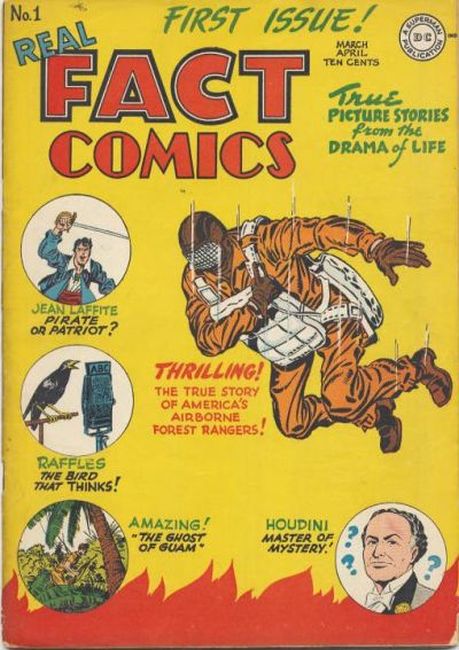 No.1
FIRST ISSUE!
A SUPERMAN
DC
PUBLICATION
MARCH
APRIL
TEN CENTS
REAL
FACT
COMICS
True
PICTURE STORIES
from the
DRAMA of LIFE
JEAN LAFFITE
PIRATE
OR PATRIOT?
ABC
THRILLING!
THE TRUE STORY
OF AMERICA'S
AIRBORNE
FOREST RANGERS!
RAFFLES
THE BIRD
THAT THINKS!
AMAZING!
"THE GHOST
OF GUAM"
HOUDINI
MASTER OF
MYSTERY!
? ? ?